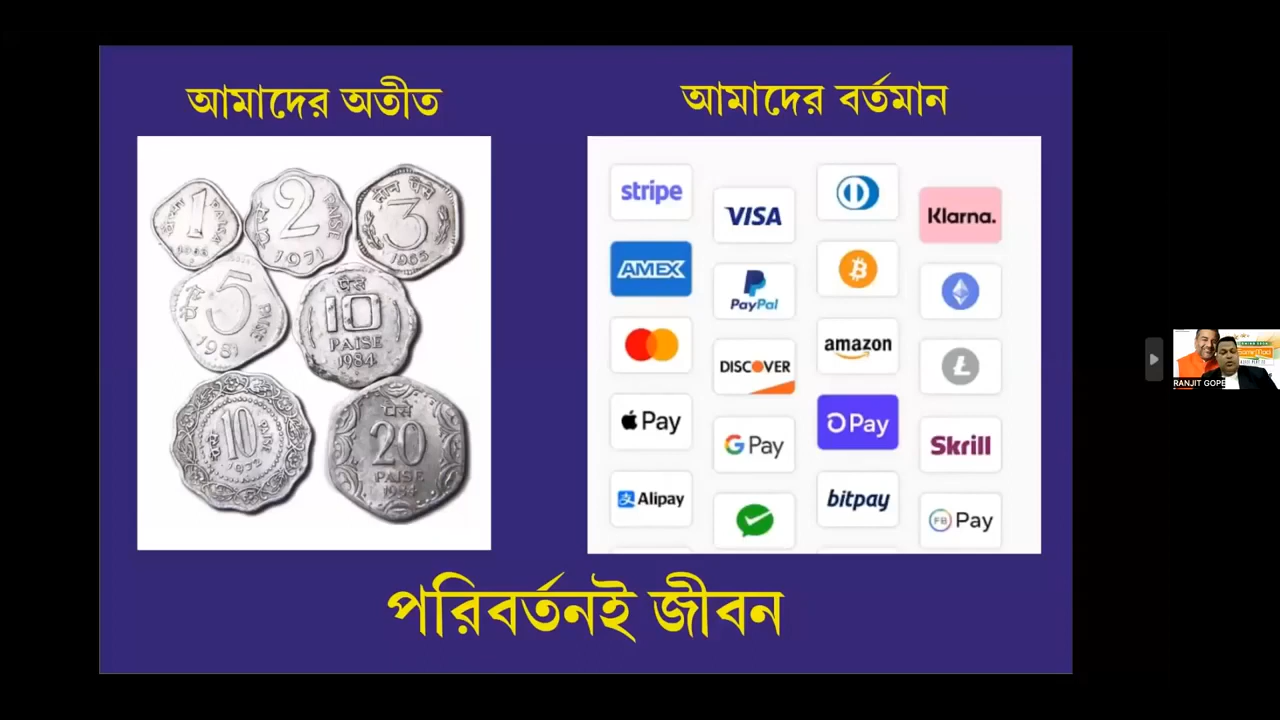 আমাদের অতীত
আমাদের বর্তমান
1
2
PAISE
1971
तीन पैसे
3
1965
5
PAISE
1981
पैसे
10
PAISE
1984
10
1972
पैसे
20
PAISE
stripe
VISA
Klarna.
AMEX
PayPal
DISCOVER
amazon
Pay
G Pay
Pay
Skrill
Alipay
bitpay
FB Pay
পরিবর্তনই জীবন
RANJIT GOPE